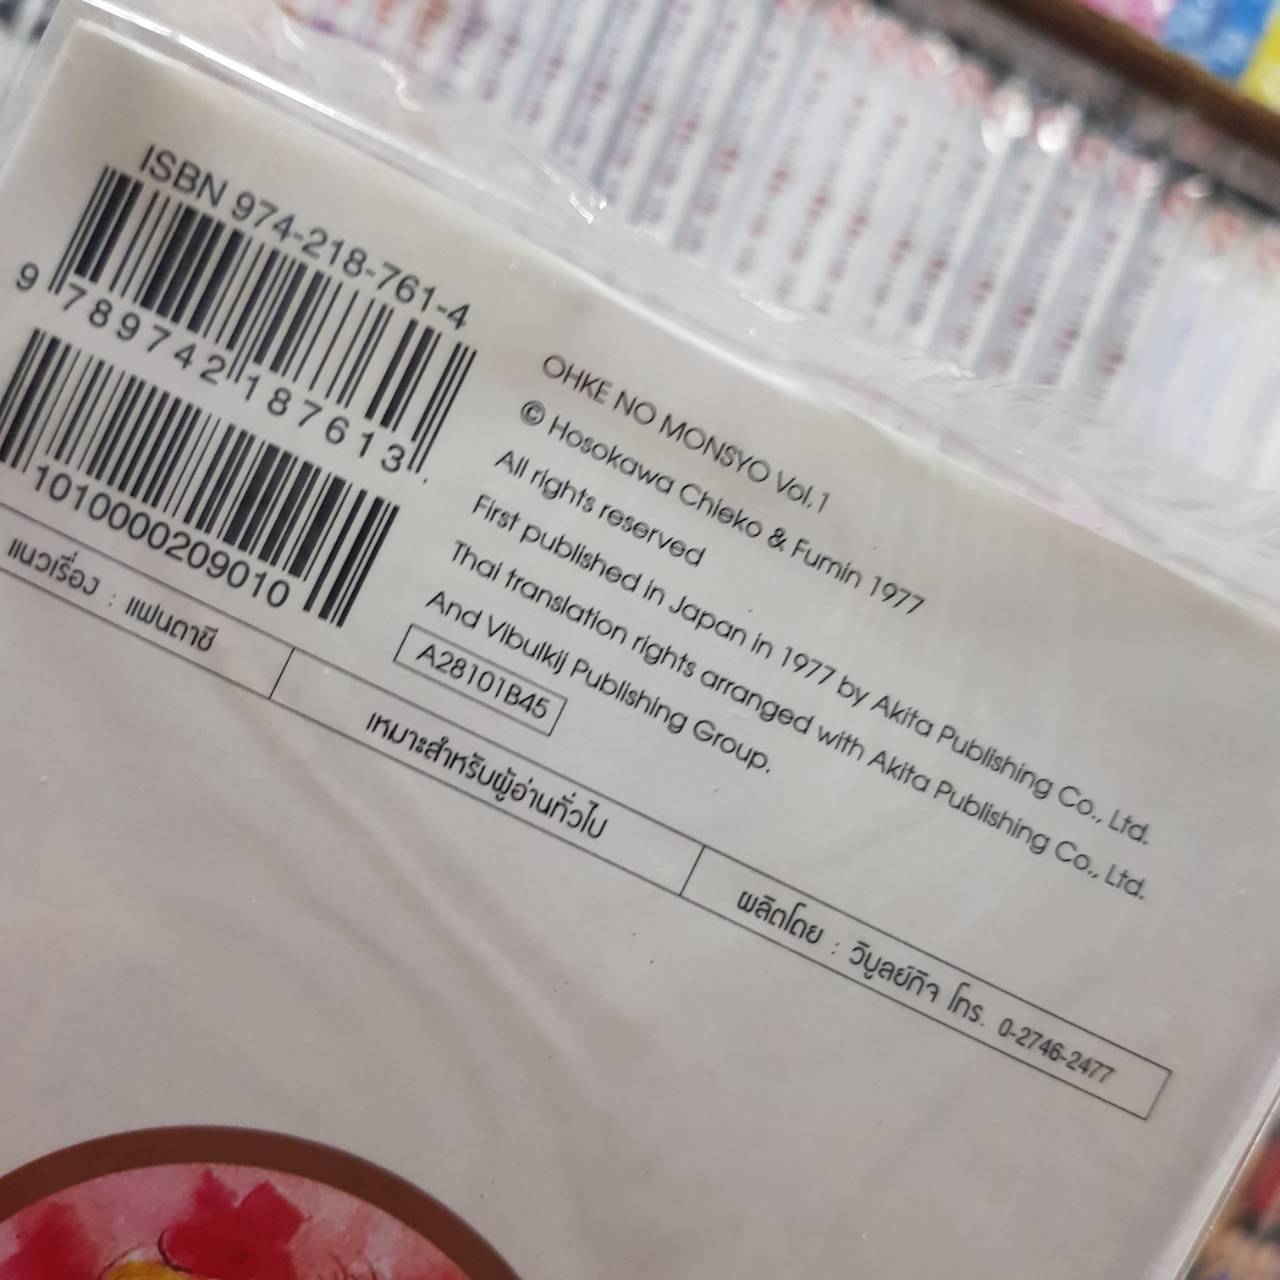 ISBN 974-218-761-4
9 789742 187613
1010000209010
OHKE NO MONSYO Vol.1
© Hosokawa Chieko & Fumin 1977
All rights reserved
First published in Japan in 1977 by Akita Publishing Co., Ltd.
Thai translation rights arranged with Akita Publishing Co., Ltd.
And Vibulkij Publishing Group.
A28101B45
แนวเรื่อง : แฟนตาซี
เหมาะสำหรับผู้อ่านทั่วไป
ผลิตโดย : วิบูลย์กิจ โทร. 0-2746-2477